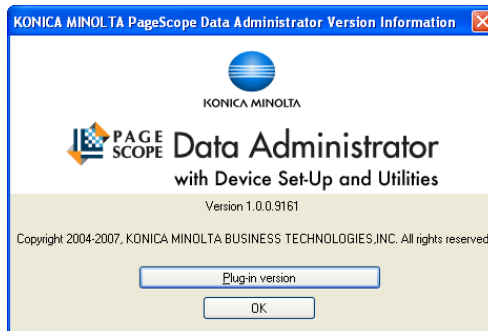 KONICA MINOLTA PageScope Data Administrator Version Information
KONICA MINOLTA
PAGE SCOPE Data Administrator
with Device Set-Up and Utilities
Version 1.0.0.9161
Copyright 2004-2007, KONICA MINOLTA BUSINESS TECHNOLOGIES,INC. All rights reserved
Plug-in version
OK